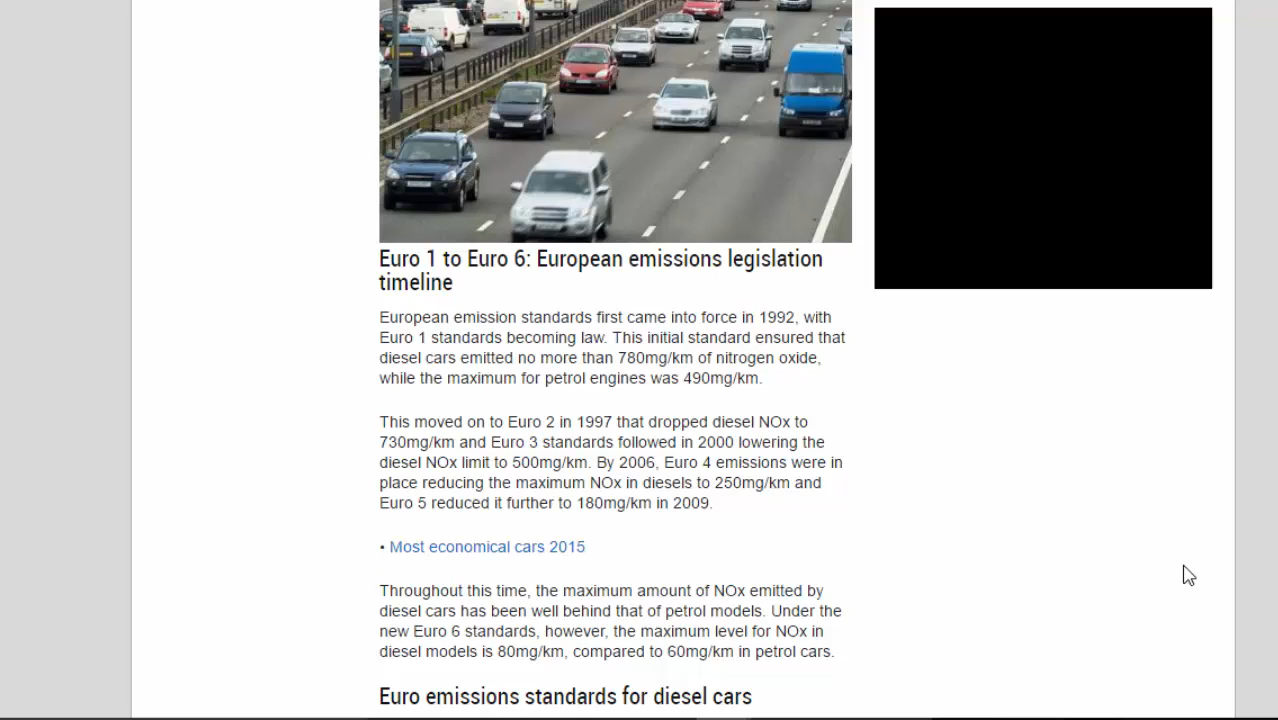 Euro 1 to Euro 6: European emissions legislation
timeline
European emission standards first came into force in 1992, with
Euro 1 standards becoming law. This initial standard ensured that
diesel cars emitted no more than 780mg/km of nitrogen oxide,
while the maximum for petrol engines was 490mg/km.
This moved on to Euro 2 in 1997 that dropped diesel NOx to
730mg/km and Euro 3 standards followed in 2000 lowering the
diesel NOx limit to 500mg/km. By 2006, Euro 4 emissions were in
place reducing the maximum NOx in diesels to 250mg/km and
Euro 5 reduced it further to 180mg/km in 2009.
• Most economical cars 2015
Throughout this time, the maximum amount of NOx emitted by
diesel cars has been well behind that of petrol models. Under the
new Euro 6 standards, however, the maximum level for NOx in
diesel models is 80mg/km, compared to 60mg/km in petrol cars.
Euro emissions standards for diesel cars